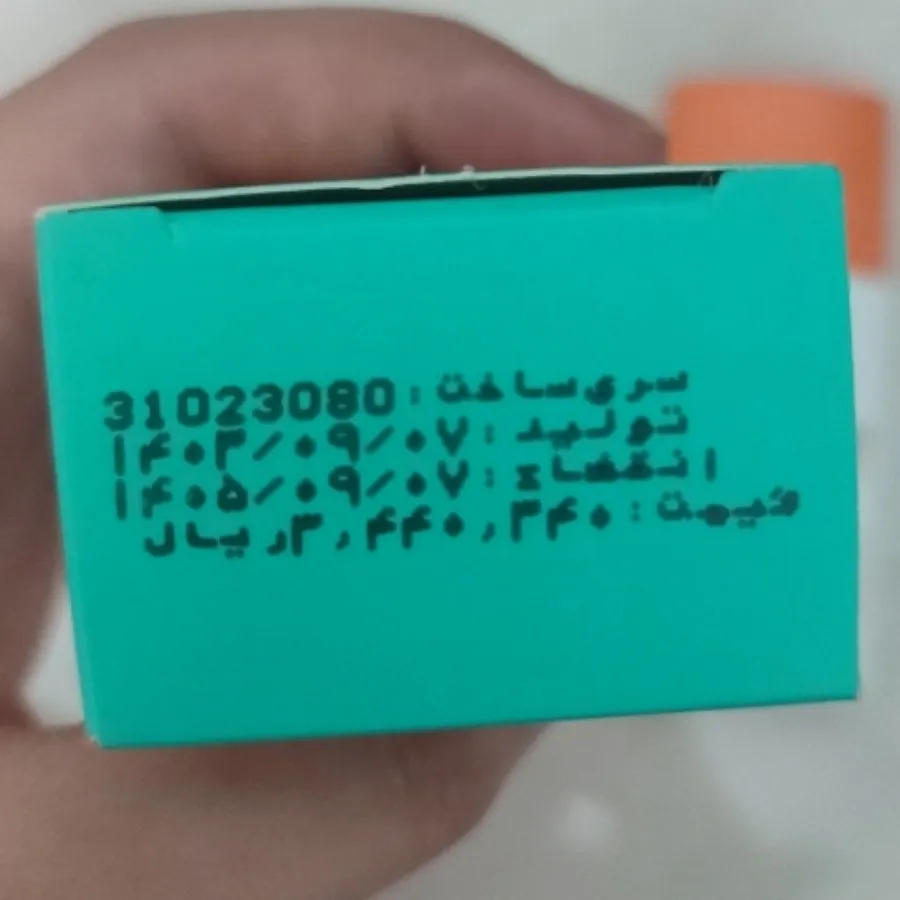 سری ساخت: 31023080
تولید: ۱۴۰۳/۰۹/۰۷
انقضاء: ۱۴۰۵/۰۹/۰۷
قیمت: ۳,۴۴۰,۳۴۰ ریال